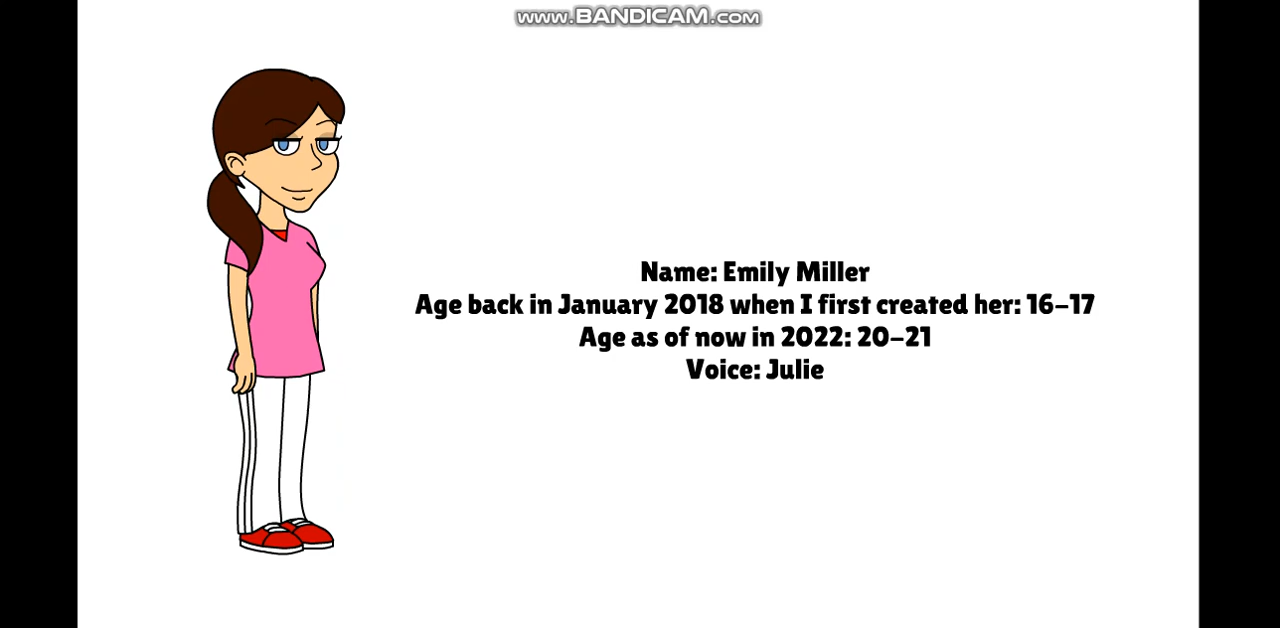 www.BANDICAM.com
Name: Emily Miller
Age back in January 2018 when I first created her: 16-17
Age as of now in 2022: 20-21
Voice: Julie